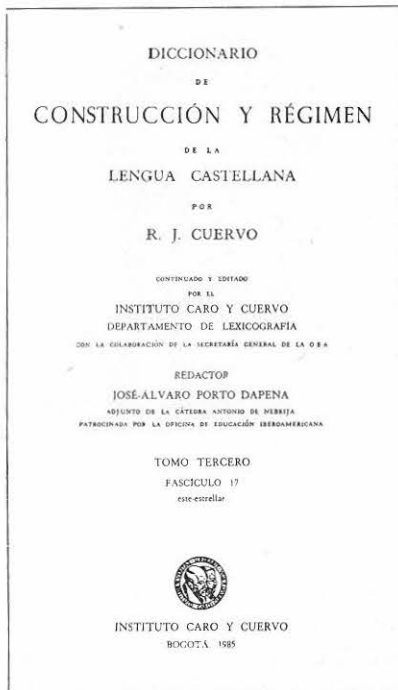 DICCIONARIO
DE
CONSTRUCCIÓN Y RÉGIMEN
DE LA
LENGUA CASTELLANA
POR
R. J. CUERVO
CONTINUADO Y EDITADO
POR EL
INSTITUTO CARO Y CUERVO
DEPARTAMENTO DE LEXICOGRAFÍA
CON LA COLABORACIÓN DE LA SECRETARÍA GENERAL DE LA OEA
REDACTOR
JOSÉ-ÁLVARO PORTO DAPENA
ADJUNTO DE LA CÁTEDRA ANTONIO DE NEBRIJA
PATROCINADA POR LA OFICINA DE EDUCACIÓN IBEROAMERICANA
TOMO TERCERO
FASCÍCULO 17
este-estrellar
INSTITUTO CARO Y CUERVO
BOGOTÁ, 1985